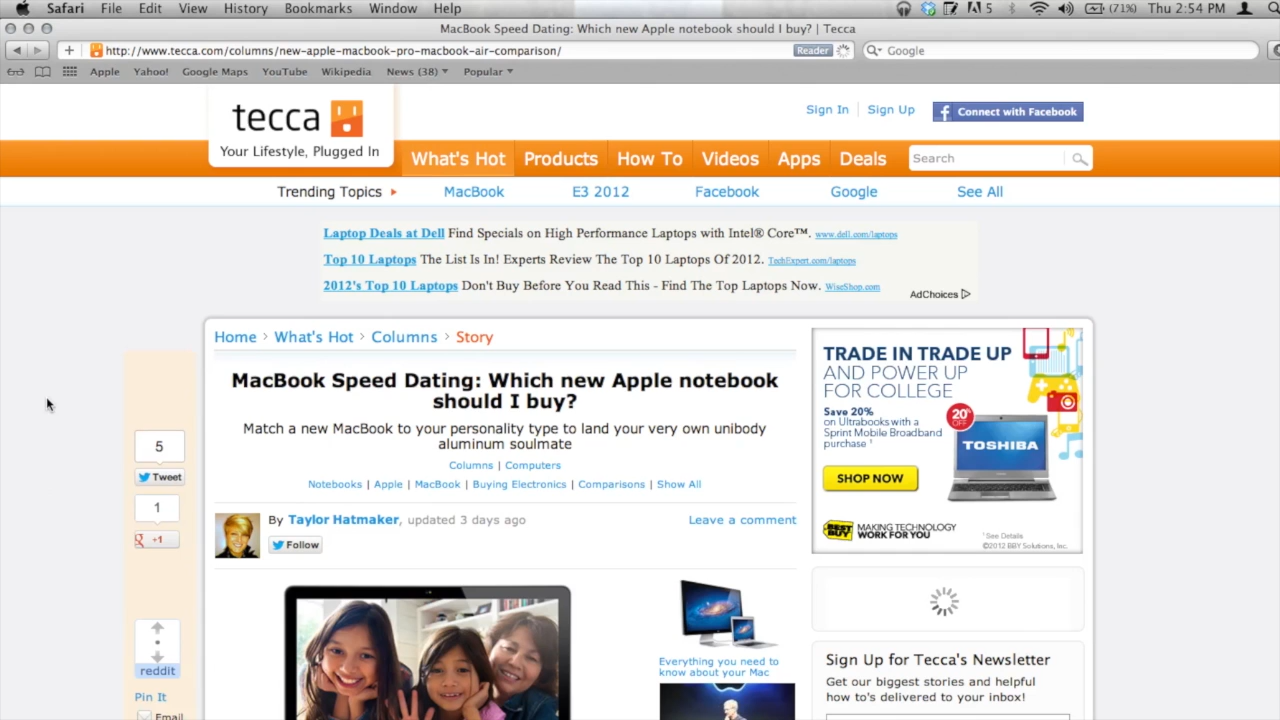 Safari File Edit View History Bookmarks Window Help 5 (71%) Thu 2:54 PM
MacBook Speed Dating: Which new Apple notebook should I buy? | Tecca
http://www.tecca.com/columns/new-apple-macbook-pro-macbook-air-comparison/ Reader Google
Apple Yahoo! Google Maps YouTube Wikipedia News (38) Popular
tecca
Your Lifestyle, Plugged In
Sign In Sign Up Connect with Facebook
What's Hot Products How To Videos Apps Deals Search
Trending Topics MacBook E3 2012 Facebook Google See All
Laptop Deals at Dell Find Specials on High Performance Laptops with Intel® Core™. www.dell.com/laptops
Top 10 Laptops The List Is In! Experts Review The Top 10 Laptops Of 2012. TechExpert.com/laptops
2012's Top 10 Laptops Don't Buy Before You Read This - Find The Top Laptops Now. WiseShop.com
AdChoices
Home > What's Hot > Columns > Story
MacBook Speed Dating: Which new Apple notebook
should I buy?
Match a new MacBook to your personality type to land your very own unibody
aluminum soulmate
Columns | Computers
Notebooks | Apple | MacBook | Buying Electronics | Comparisons | Show All
By Taylor Hatmaker, updated 3 days ago Leave a comment
Follow
5
Tweet
1
+1
reddit
Pin It
Email
Everything you need to
know about your Mac
TRADE IN TRADE UP
AND POWER UP
FOR COLLEGE
Save 20%
on Ultrabooks with a
Sprint Mobile Broadband
purchase ¹
20%
OFF
TOSHIBA
SHOP NOW
BEST BUY
MAKING TECHNOLOGY
WORK FOR YOU
¹ See Details
©2012 BBY Solutions, Inc.
Sign Up for Tecca's Newsletter
Get our biggest stories and helpful
how to's delivered to your inbox!